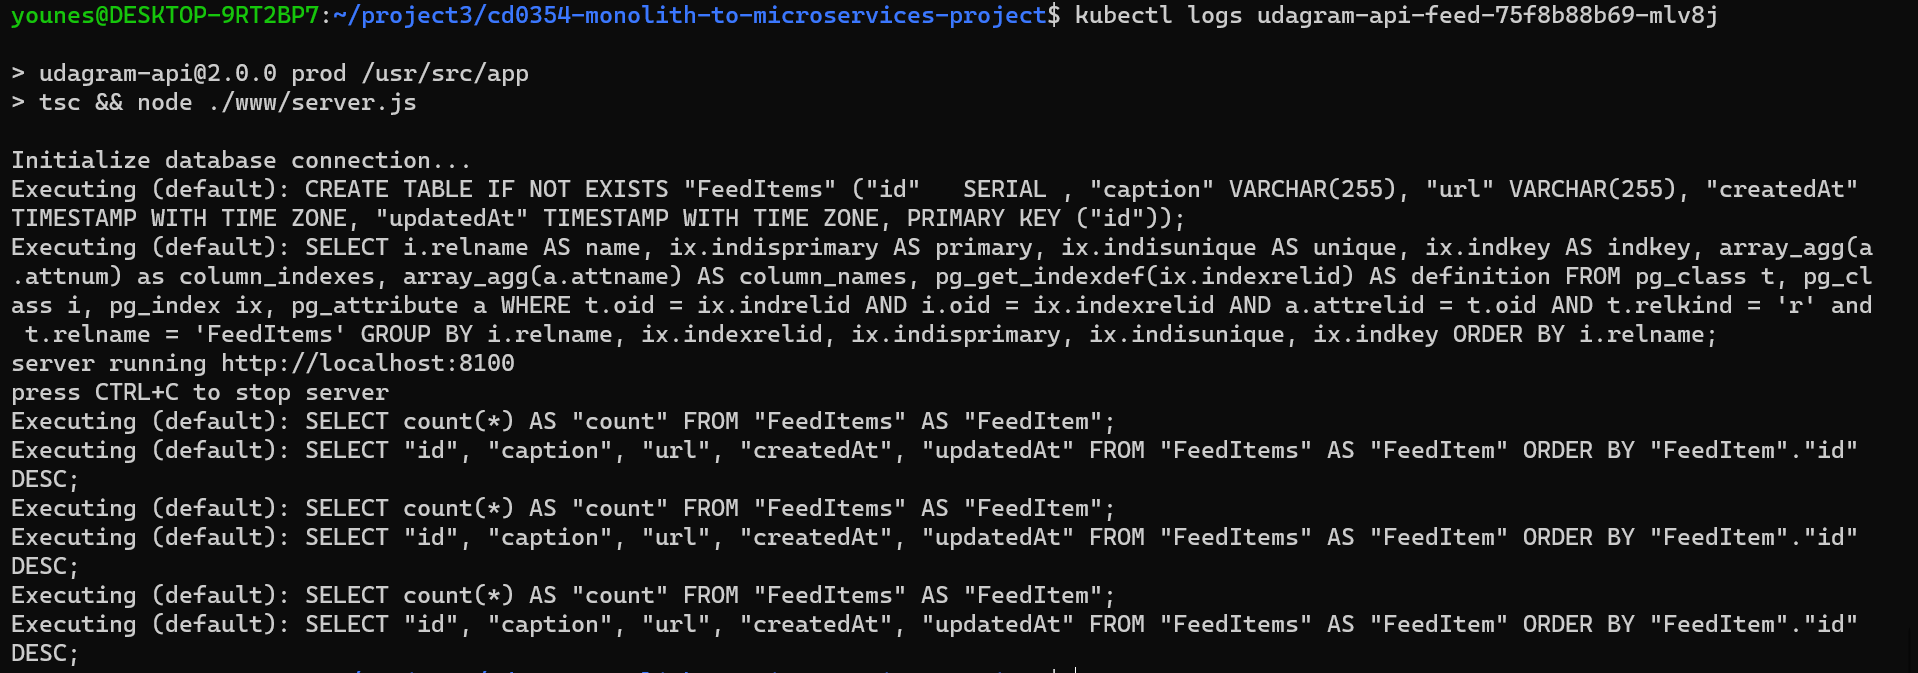 younes@DESKTOP-9RT2BP7:~/project3/cd0354-monolith-to-microservices-project$ kubectl logs udagram-api-feed-75f8b88b69-mlv8j
> udagram-api@2.0.0 prod /usr/src/app
> tsc && node ./www/server.js
Initialize database connection...
Executing (default): CREATE TABLE IF NOT EXISTS "FeedItems" ("id"   SERIAL , "caption" VARCHAR(255), "url" VARCHAR(255), "createdAt"
TIMESTAMP WITH TIME ZONE, "updatedAt" TIMESTAMP WITH TIME ZONE, PRIMARY KEY ("id"));
Executing (default): SELECT i.relname AS name, ix.indisprimary AS primary, ix.indisunique AS unique, ix.indkey AS indkey, array_agg(a
.attnum) as column_indexes, array_agg(a.attname) AS column_names, pg_get_indexdef(ix.indexrelid) AS definition FROM pg_class t, pg_cl
ass i, pg_index ix, pg_attribute a WHERE t.oid = ix.indrelid AND i.oid = ix.indexrelid AND a.attrelid = t.oid AND t.relkind = 'r' and
 t.relname = 'FeedItems' GROUP BY i.relname, ix.indexrelid, ix.indisprimary, ix.indisunique, ix.indkey ORDER BY i.relname;
server running http://localhost:8100
press CTRL+C to stop server
Executing (default): SELECT count(*) AS "count" FROM "FeedItems" AS "FeedItem";
Executing (default): SELECT "id", "caption", "url", "createdAt", "updatedAt" FROM "FeedItems" AS "FeedItem" ORDER BY "FeedItem"."id"
DESC;
Executing (default): SELECT count(*) AS "count" FROM "FeedItems" AS "FeedItem";
Executing (default): SELECT "id", "caption", "url", "createdAt", "updatedAt" FROM "FeedItems" AS "FeedItem" ORDER BY "FeedItem"."id"
DESC;
Executing (default): SELECT count(*) AS "count" FROM "FeedItems" AS "FeedItem";
Executing (default): SELECT "id", "caption", "url", "createdAt", "updatedAt" FROM "FeedItems" AS "FeedItem" ORDER BY "FeedItem"."id"
DESC;